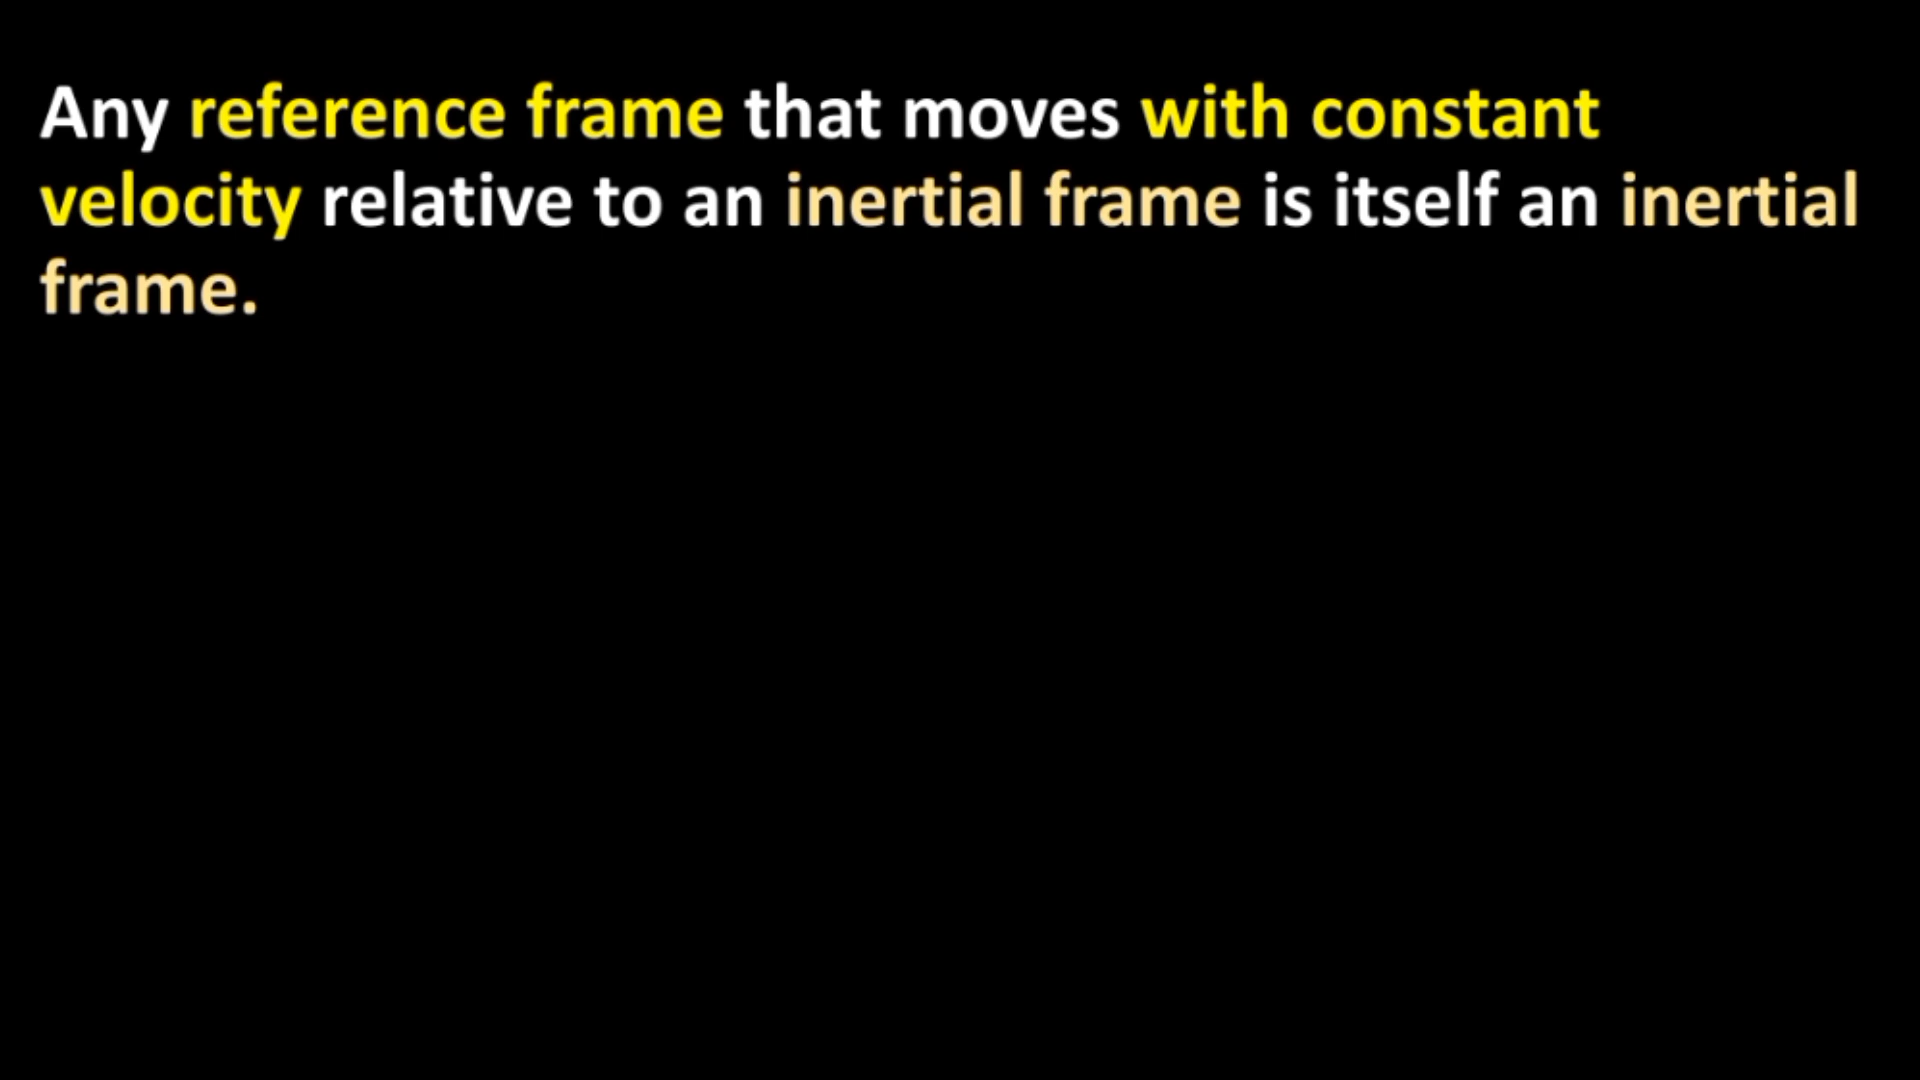 Any reference frame that moves with constant
velocity relative to an inertial frame is itself an inertial
frame.